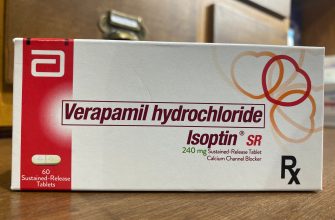 Verapamil hydrochloride
Isoptin® SR
240 mg Sustained-Release Tablet
Calcium Channel Blocker
60
Sustained-Release
Tablets
Rx